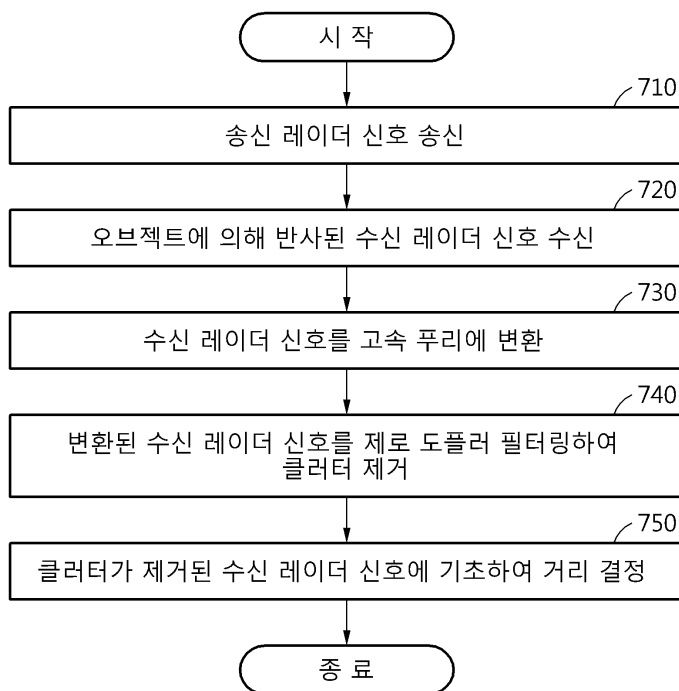 시 작
710
송신 레이더 신호 송신
720
오브젝트에 의해 반사된 수신 레이더 신호 수신
730
수신 레이더 신호를 고속 푸리에 변환
740
변환된 수신 레이더 신호를 제로 도플러 필터링하여
클러터 제거
750
클러터가 제거된 수신 레이더 신호에 기초하여 거리 결정
종 료